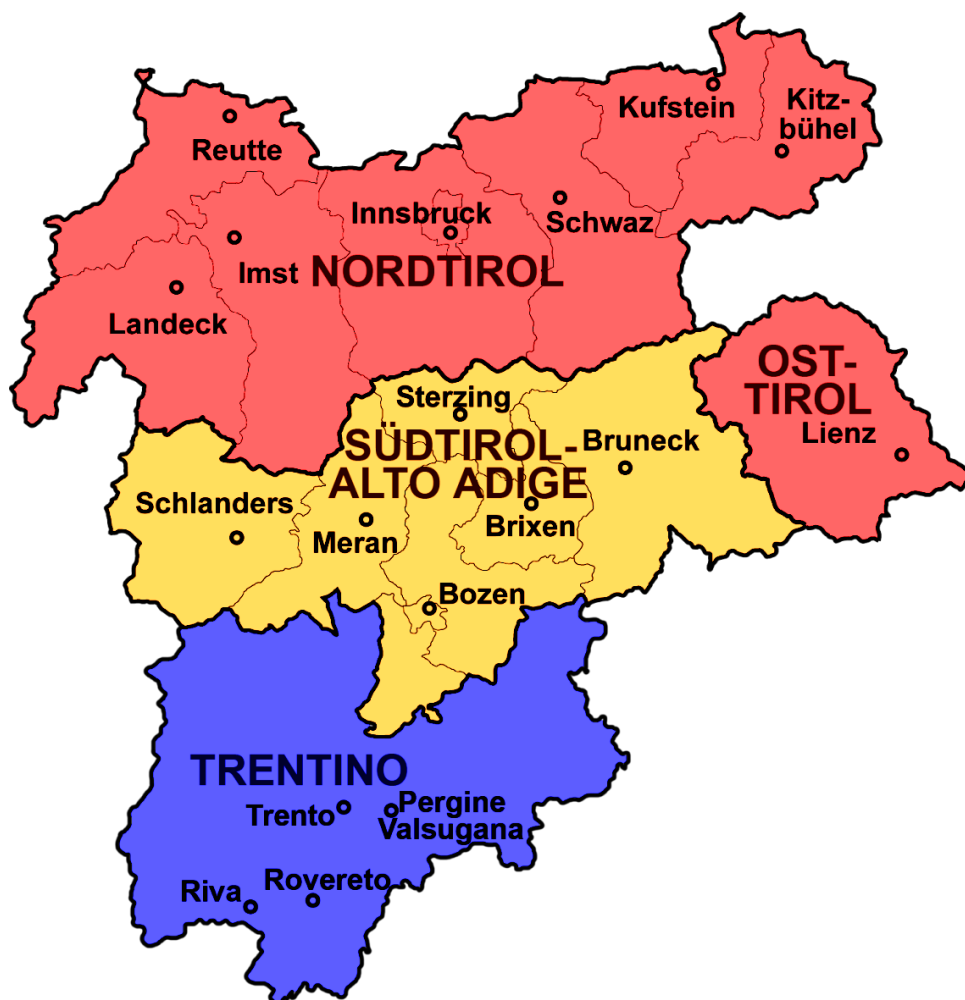 Kufstein
Kitz-
bühel
Reutte
Innsbruck
Schwaz
Imst
NORDTIROL
Landeck
OST-
TIROL
Lienz
Sterzing
SÜDTIROL-
ALTO ADIGE
Bruneck
Schlanders
Meran
Brixen
Bozen
TRENTINO
Trento
Pergine
Valsugana
Riva
Rovereto